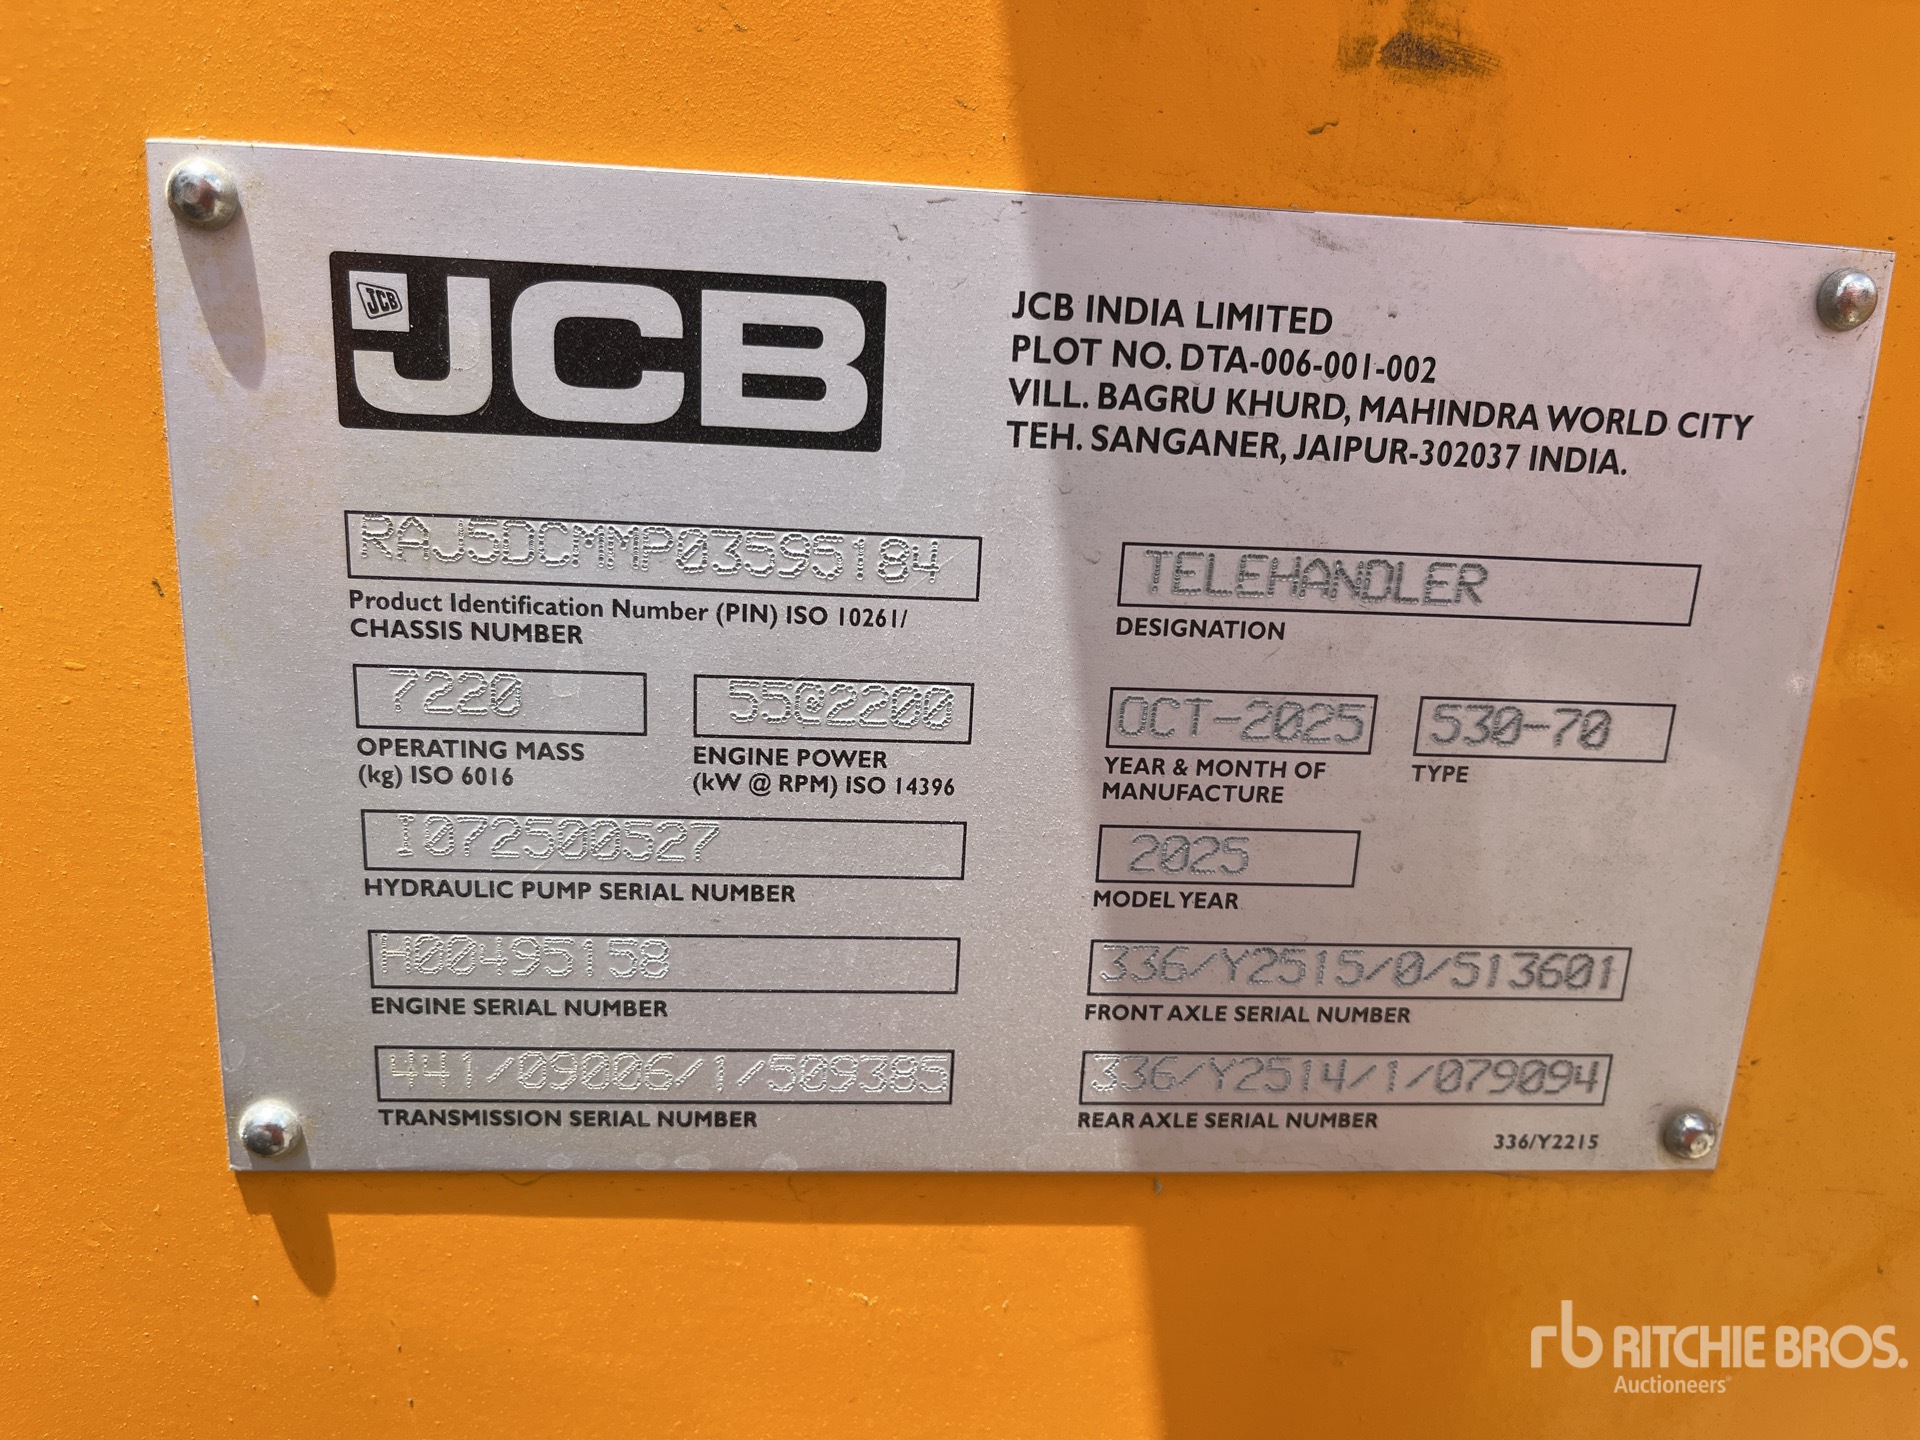 JCB
JCB
JCB INDIA LIMITED
PLOT NO. DTA-006-001-002
VILL. BAGRU KHURD, MAHINDRA WORLD CITY
TEH. SANGANER, JAIPUR-302037 INDIA.
RAJ5DCMMP03595184
Product Identification Number (PIN) ISO 10261/
CHASSIS NUMBER
TELEHANDLER
DESIGNATION
7220
OPERATING MASS
(kg) ISO 6016
55@2200
ENGINE POWER
(kW @ RPM) ISO 14396
OCT-2025
YEAR & MONTH OF
MANUFACTURE
530-70
TYPE
I072500527
HYDRAULIC PUMP SERIAL NUMBER
2025
MODEL YEAR
H00495158
ENGINE SERIAL NUMBER
336/Y2515/0/513601
FRONT AXLE SERIAL NUMBER
441/09006/1/509385
TRANSMISSION SERIAL NUMBER
336/Y2514/1/079094
REAR AXLE SERIAL NUMBER
336/Y2215
rb RITCHIE BROS.
Auctioneers